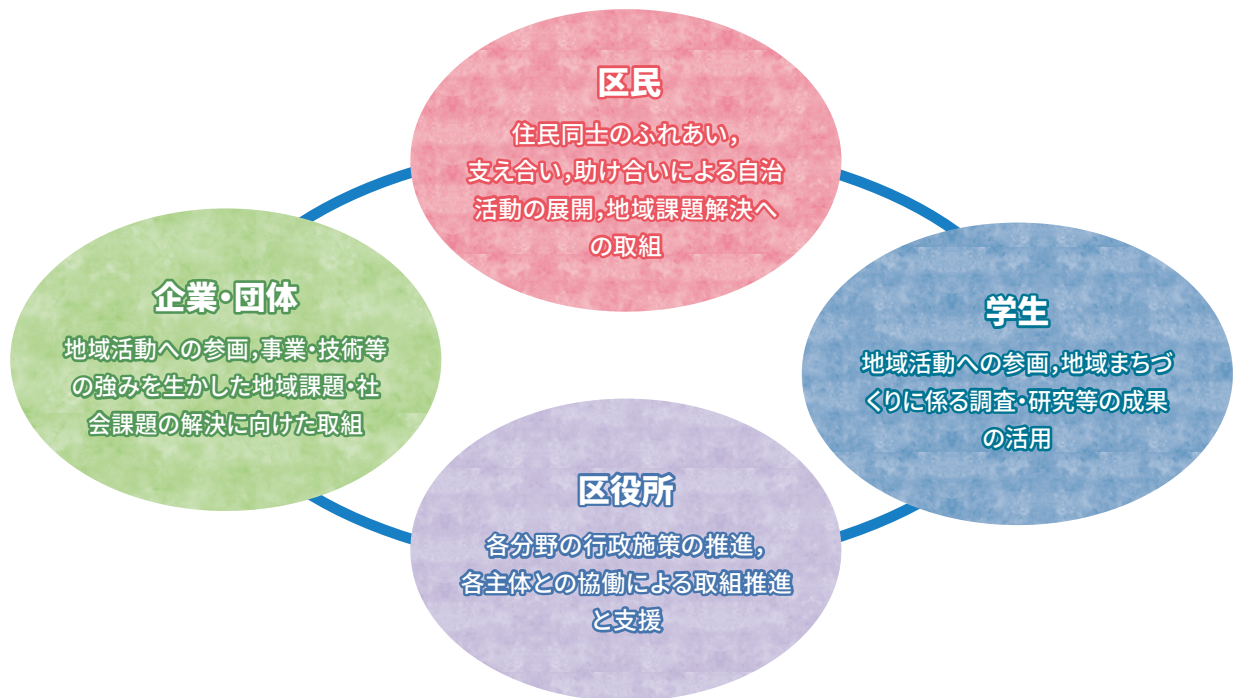 区民
住民同士のふれあい，
支え合い，助け合いによる自治
活動の展開，地域課題解決へ
の取組
企業・団体
地域活動への参画，事業・技術等
の強みを生かした地域課題・社
会課題の解決に向けた取組
学生
地域活動への参画，地域まちづ
くりに係る調査・研究等の成果
の活用
区役所
各分野の行政施策の推進，
各主体との協働による取組推進
と支援